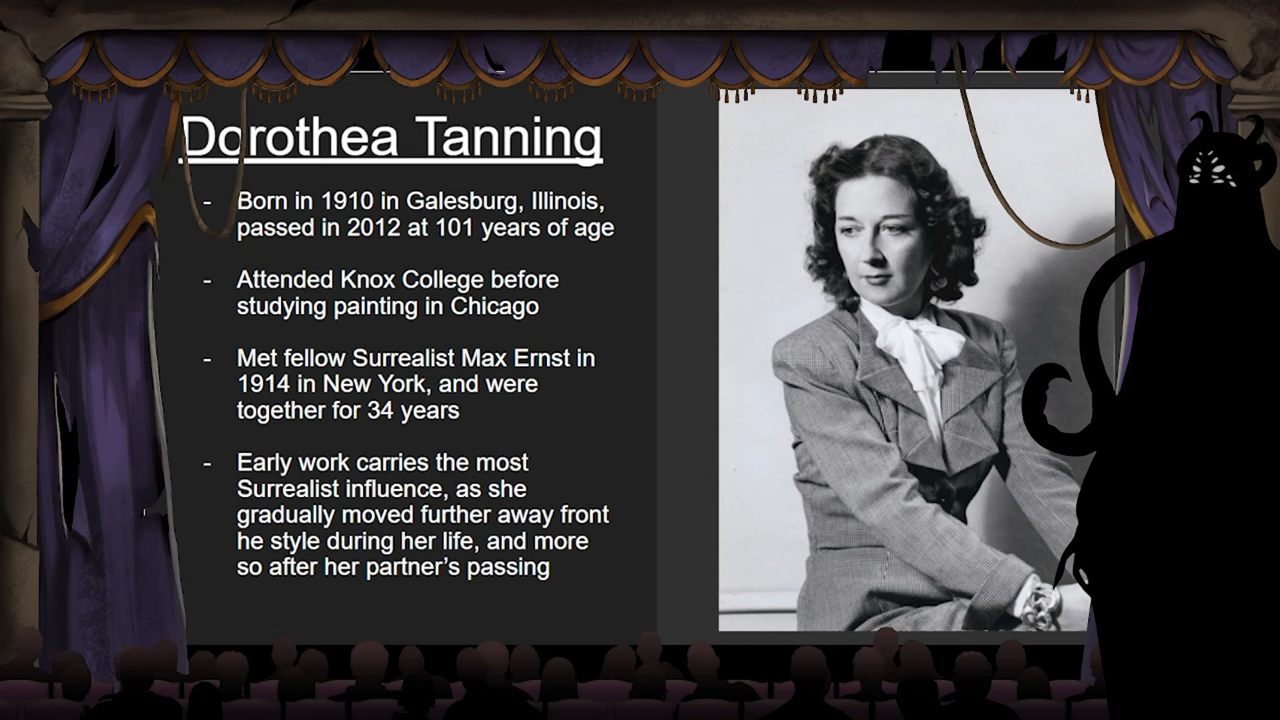 Dorothea Tanning
- Born in 1910 in Galesburg, Illinois,
passed in 2012 at 101 years of age
- Attended Knox College before
studying painting in Chicago
- Met fellow Surrealist Max Ernst in
1914 in New York, and were
together for 34 years
- Early work carries the most
Surrealist influence, as she
gradually moved further away front
he style during her life, and more
so after her partner’s passing